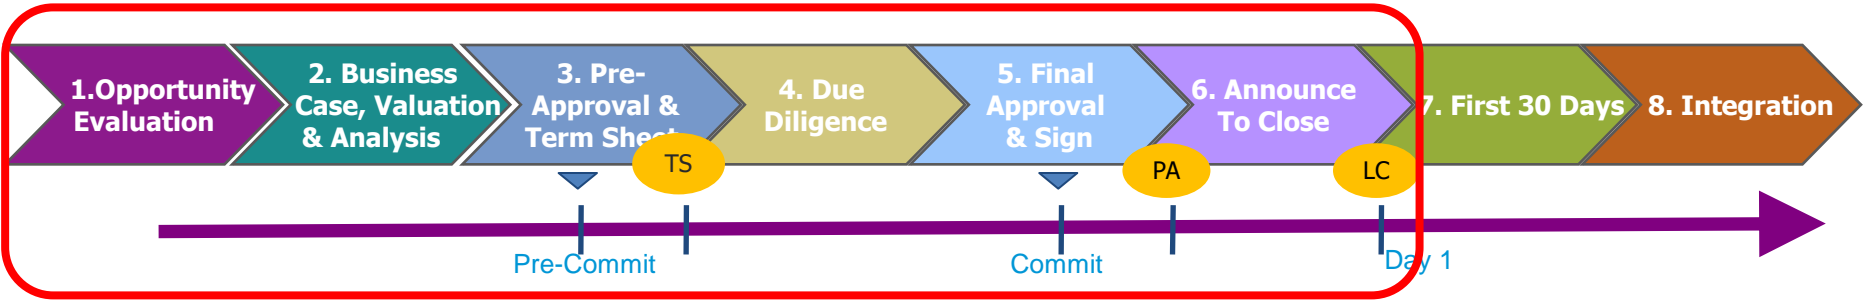 1.Opportunity
Evaluation
2. Business
Case, Valuation
& Analysis
3. Pre-
Approval &
Term Sheet
4. Due
Diligence
5. Final
Approval
& Sign
6. Announce
To Close
7. First 30 Days
8. Integration
TS
PA
LC
Pre-Commit
Commit
Day 1